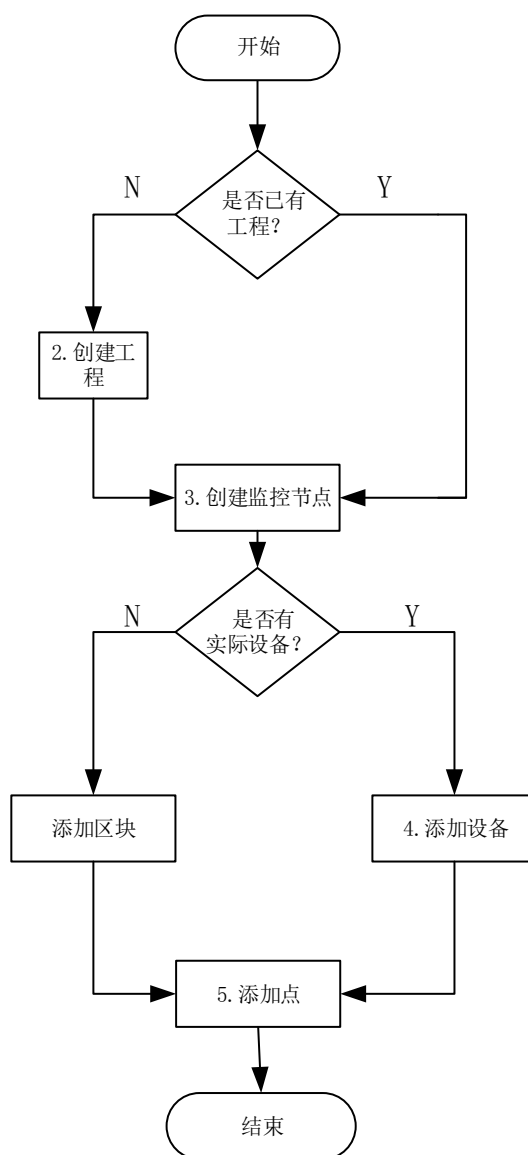 开始
是否已有
工程?
N
Y
2.创建工
程
3.创建监控节点
是否有
实际设备?
N
Y
添加区块
4.添加设备
5.添加点
结束